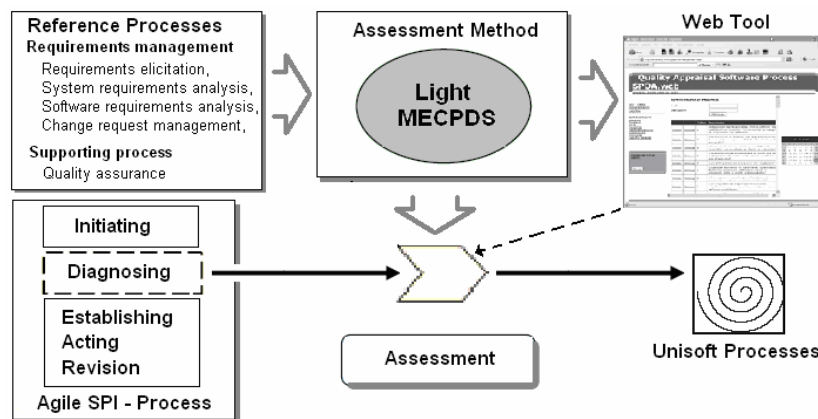 Reference Processes
Requirements management
Requirements elicitation,
System requirements analysis,
Software requirements analysis,
Change request management,
Supporting process
Quality assurance
Assessment Method
Light
MECPDS
Web Tool
Quality Appraisal Software Process
SPQA.web
Initiating
Diagnosing
Establishing
Acting
Revision
Agile SPI - Process
Assessment
Unisoft Processes